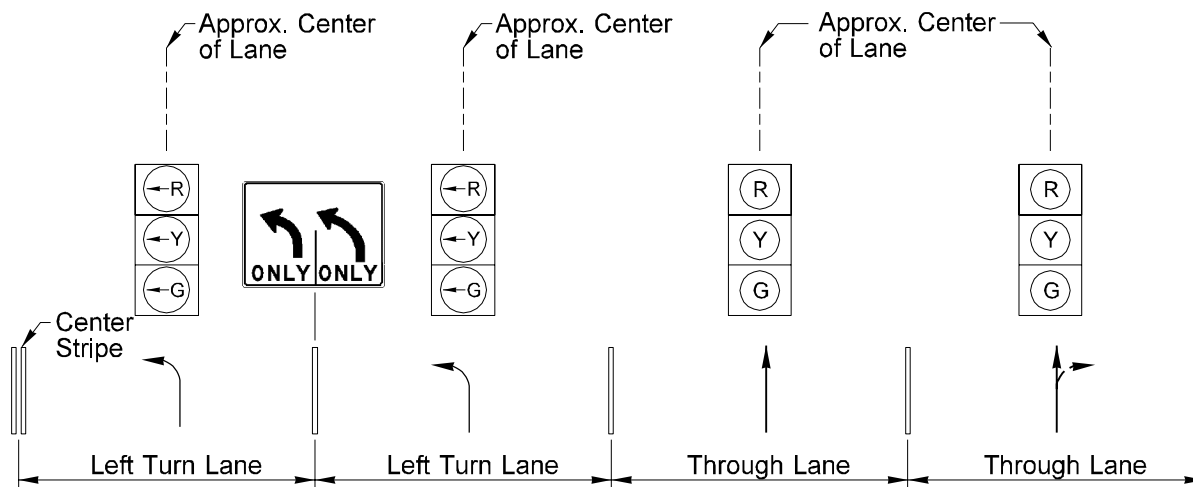 Approx. Center
of Lane
Approx. Center
of Lane
Approx. Center
of Lane
R
R
R
R
Y
Y
Y
Y
ONLY ONLY
G
G
G
G
Center
Stripe
Left Turn Lane
Left Turn Lane
Through Lane
Through Lane